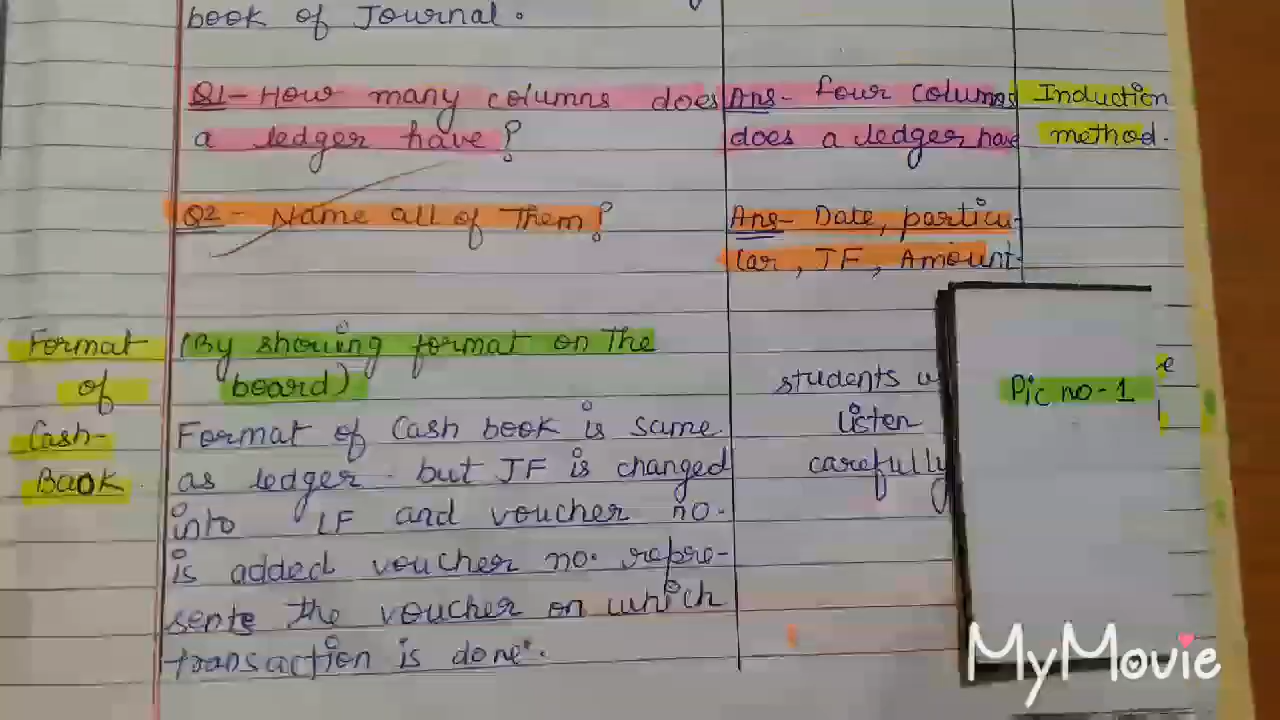 book of Journal.
Q1- How many columns does
a ledger have?
Ans- four columns
does a ledger have
Induction
method.
Q2- Name all of Them?
Ans- Date, particu-
lar, JF, Amount
Format
of
Cash-
Book
(By showing format on The
board)
Format of Cash book is same
as ledger but JF is changed
into LF and voucher no.
is added voucher no. repre-
sents the voucher on which
transaction is done.
students
listen
carefully
Pic no-1
MyMovie